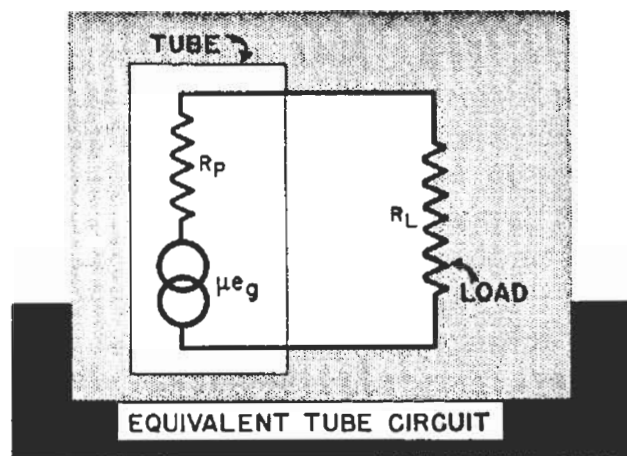 TUBE
RP
RL
μeg
LOAD
EQUIVALENT TUBE CIRCUIT